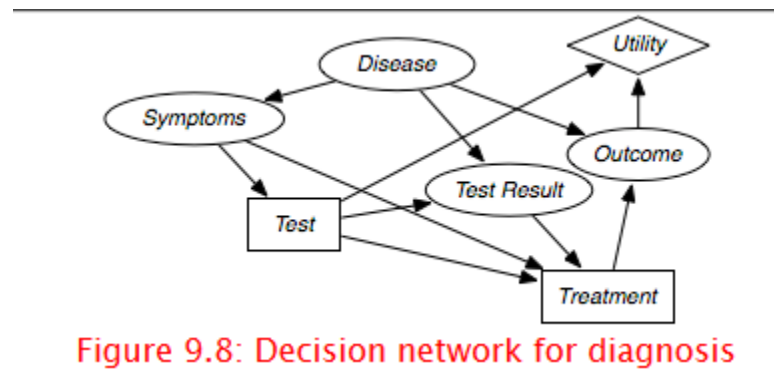 Utility
Disease
Symptoms
Outcome
Test Result
Test
Treatment
Figure 9.8: Decision network for diagnosis